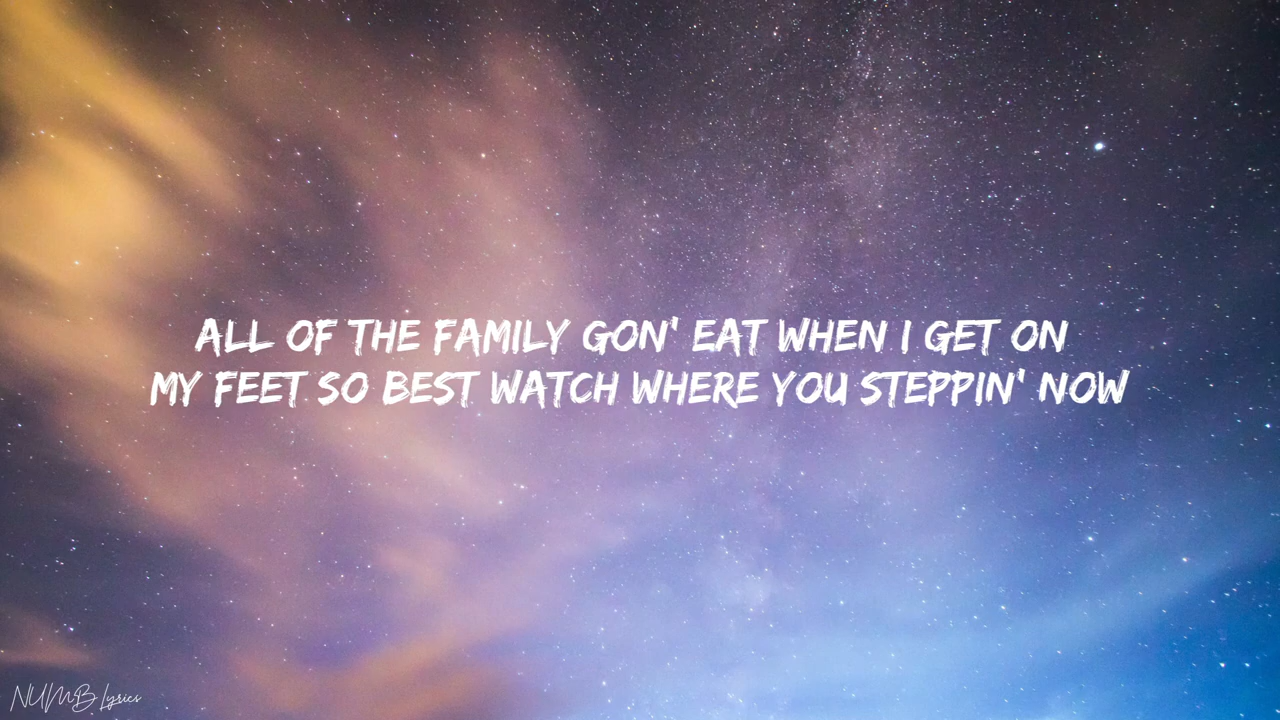 ALL OF THE FAMILY GON' EAT WHEN I GET ON
MY FEET SO BEST WATCH WHERE YOU STEPPIN' NOW
NUMB Lyrics